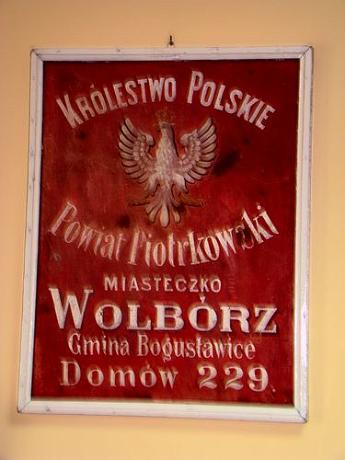 KRÓLESTWO POLSKIE
Powiat Piotrkowski
MIASTECZKO
WOLBÓRZ
Gmina Bogusławice
Domów 229.